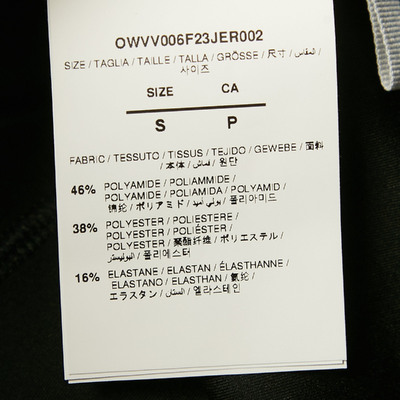 OWVV006F23JER002
SIZE / TAGLIA / TAILLE / TALLA / GRÖSSE / 尺寸 / المقاس /
사이즈
SIZE CA
S P
FABRIC / TESSUTO / TISSUS / TEJIDO / GEWEBE / 面料
/ 本体 / قماش / 원단
46% POLYAMIDE / POLIAMMIDE /
POLYAMIDE / POLIAMIDA / POLYAMID /
锦纶 / ポリアミド / بولي أميد / 폴리아미드
38% POLYESTER / POLIESTERE /
POLYESTER / POLIÉSTER /
POLYESTER / 聚酯纤维 / ポリエステル /
البوليستار / 폴리에스터
16% ELASTANE / ELASTAN / ÉLASTHANNE /
ELASTANO / ELASTHAN / 氨纶 /
エラスタン / الستان / 엘라스테인